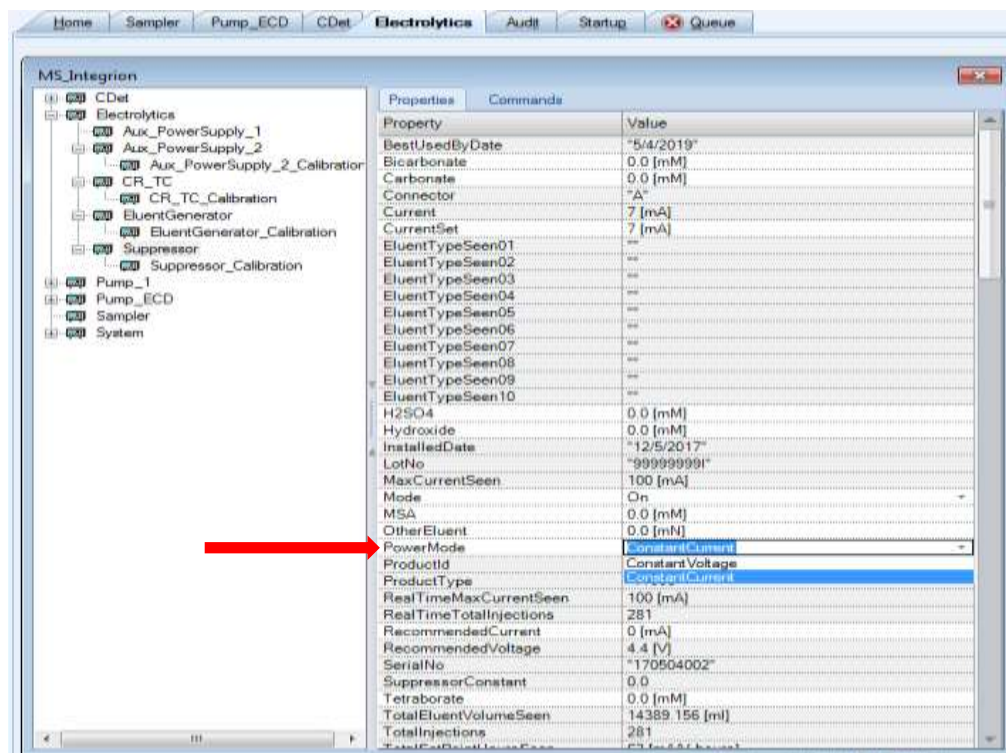 Home Sampler Pump_ECD CDet Electrolytics Audit Startup Queue
MS_Integrion
CDet
Electrolytics
Aux_PowerSupply_1
Aux_PowerSupply_2
Aux_PowerSupply_2_Calibration
CR_TC
CR_TC_Calibration
EluentGenerator
EluentGenerator_Calibration
Suppressor
Suppressor_Calibration
Pump_1
Pump_ECD
Sampler
System
Properties Commands
Property Value
BestUsedByDate "5/4/2019"
Bicarbonate 0.0 [mM]
Carbonate 0.0 [mM]
Connector "A"
Current 7 [mA]
CurrentSet 7 [mA]
EluentTypeSeen01 ""
EluentTypeSeen02 ""
EluentTypeSeen03 ""
EluentTypeSeen04 ""
EluentTypeSeen05 ""
EluentTypeSeen06 ""
EluentTypeSeen07 ""
EluentTypeSeen08 ""
EluentTypeSeen09 ""
EluentTypeSeen10 ""
H2SO4 0.0 [mM]
Hydroxide 0.0 [mM]
InstalledDate "12/5/2017"
LotNo "99999999I"
MaxCurrentSeen 100 [mA]
Mode On
MSA 0.0 [mM]
OtherEluent 0.0 [mN]
PowerMode ConstantCurrent
ProductId ConstantVoltage
ProductType ConstantCurrent
RealTimeMaxCurrentSeen 100 [mA]
RealTimeTotalInjections 281
RecommendedCurrent 0 [mA]
RecommendedVoltage 4.4 [V]
SerialNo "170504002"
SuppressorConstant 0.0
Tetraborate 0.0 [mM]
TotalEluentVolumeSeen 14389.156 [ml]
TotalInjections 281